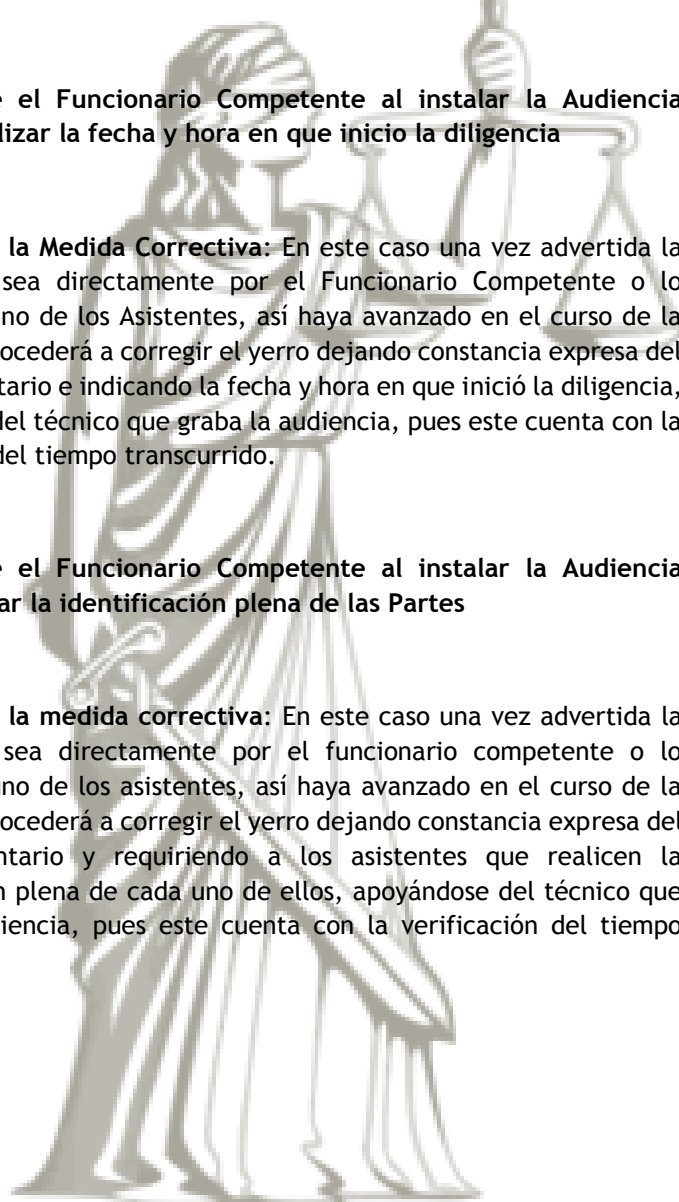 e el Funcionario Competente al instalar la Audiencia
lizar la fecha y hora en que inicio la diligencia
la Medida Correctiva: En este caso una vez advertida la
sea directamente por el Funcionario Competente o lo
no de los Asistentes, así haya avanzado en el curso de la
ocederá a corregir el yerro dejando constancia expresa del
tario e indicando la fecha y hora en que inició la diligencia,
del técnico que graba la audiencia, pues este cuenta con la
del tiempo transcurrido.
e el Funcionario Competente al instalar la Audiencia
ar la identificación plena de las Partes
la medida correctiva: En este caso una vez advertida la
sea directamente por el funcionario competente o lo
uno de los asistentes, así haya avanzado en el curso de la
ocederá a corregir el yerro dejando constancia expresa del
ntario y requiriendo a los asistentes que realicen la
n plena de cada uno de ellos, apoyándose del técnico que
diencia, pues este cuenta con la verificación del tiempo